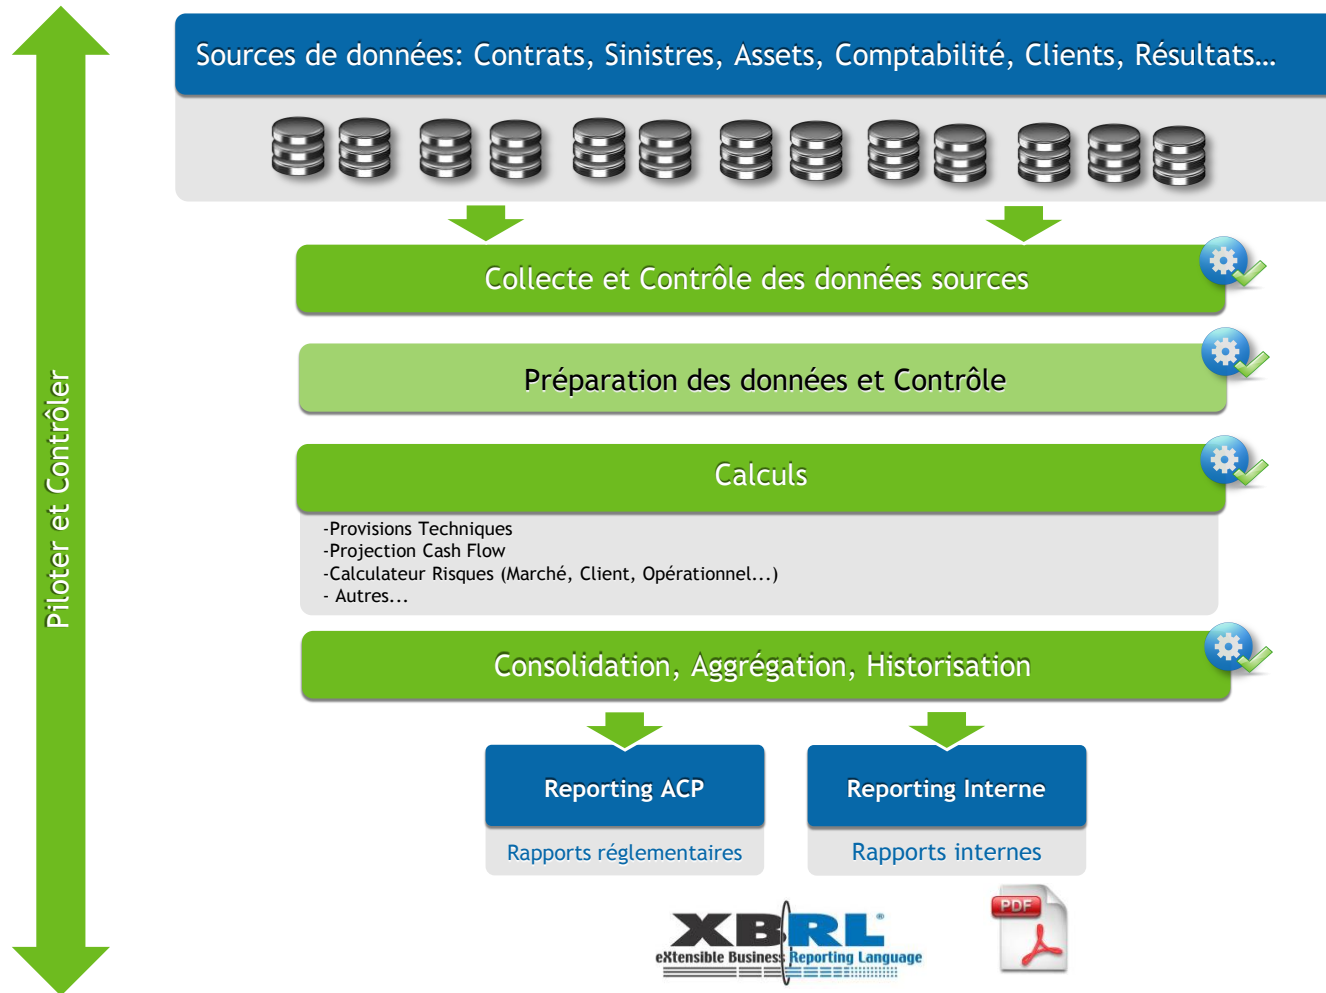 Sources de données: Contrats, Sinistres, Assets, Comptabilité, Clients, Résultats…
Piloter et Contrôler
Collecte et Contrôle des données sources
Préparation des données et Contrôle
Calculs
-Provisions Techniques
-Projection Cash Flow
-Calculateur Risques (Marché, Client, Opérationnel...)
- Autres...
Consolidation, Aggrégation, Historisation
Reporting ACP
Reporting Interne
Rapports réglementaires
Rapports internes
PDF
XBRL®
eXtensible Business Reporting Language